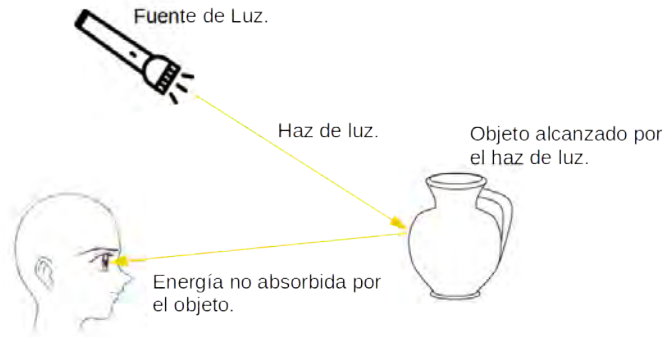 Fuente de Luz.
Haz de luz.
Objeto alcanzado por
el haz de luz.
Energía no absorbida por
el objeto.